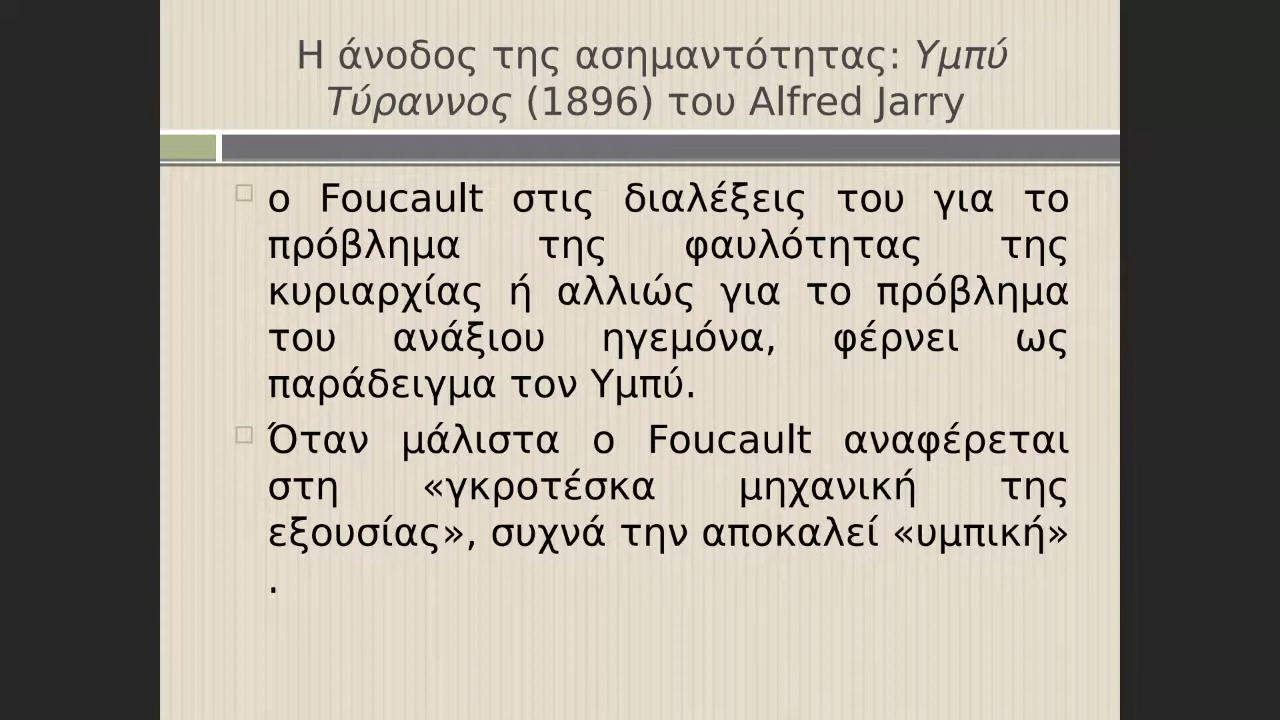 Η άνοδος της ασημαντότητας: Υμπύ
Τύραννος (1896) του Alfred Jarry
ο Foucault στις διαλέξεις του για το
πρόβλημα της φαυλότητας της
κυριαρχίας ή αλλιώς για το πρόβλημα
του ανάξιου ηγεμόνα, φέρνει ως
παράδειγμα τον Υμπύ.
Όταν μάλιστα ο Foucault αναφέρεται
στη «γκροτέσκα μηχανική της
εξουσίας», συχνά την αποκαλεί «υμπική»
.